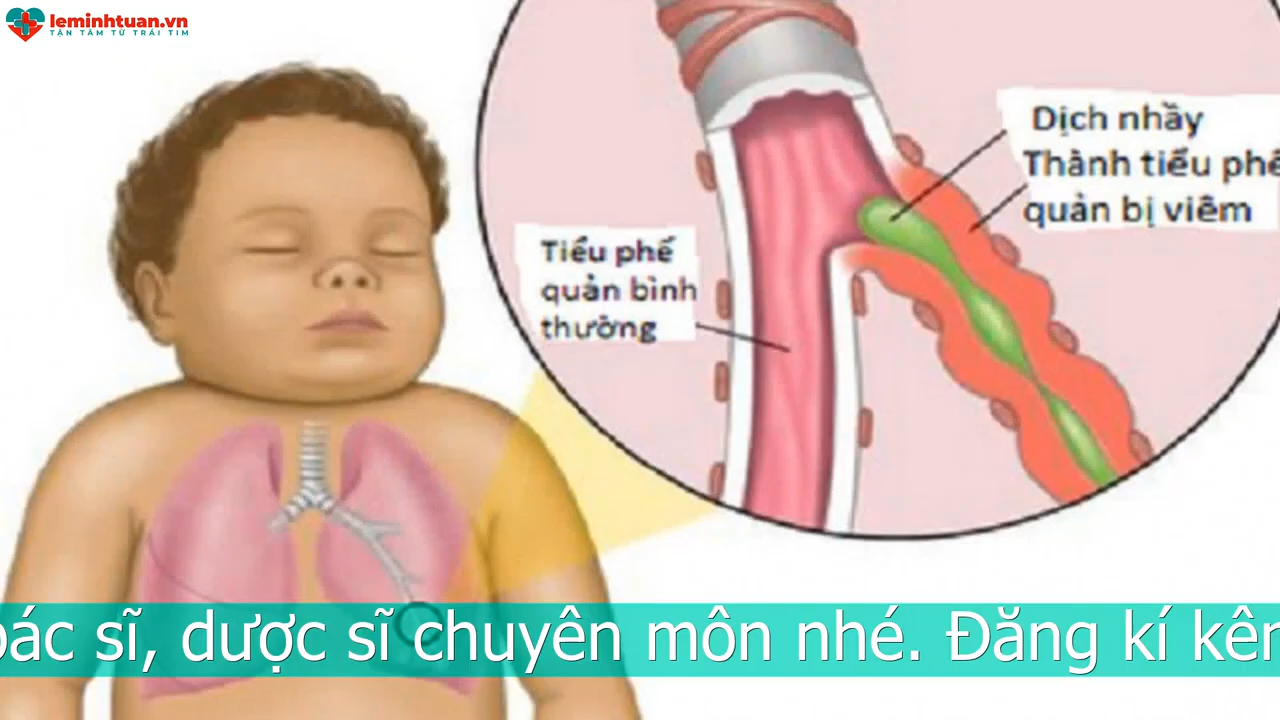 leminhtuan.vn
TẬN TÂM TỪ TRÁI TIM
Dịch nhầy
Thành tiểu phế
quản bị viêm
Tiểu phế
quản bình
thường
bác sĩ, dược sĩ chuyên môn nhé. Đăng kí kên